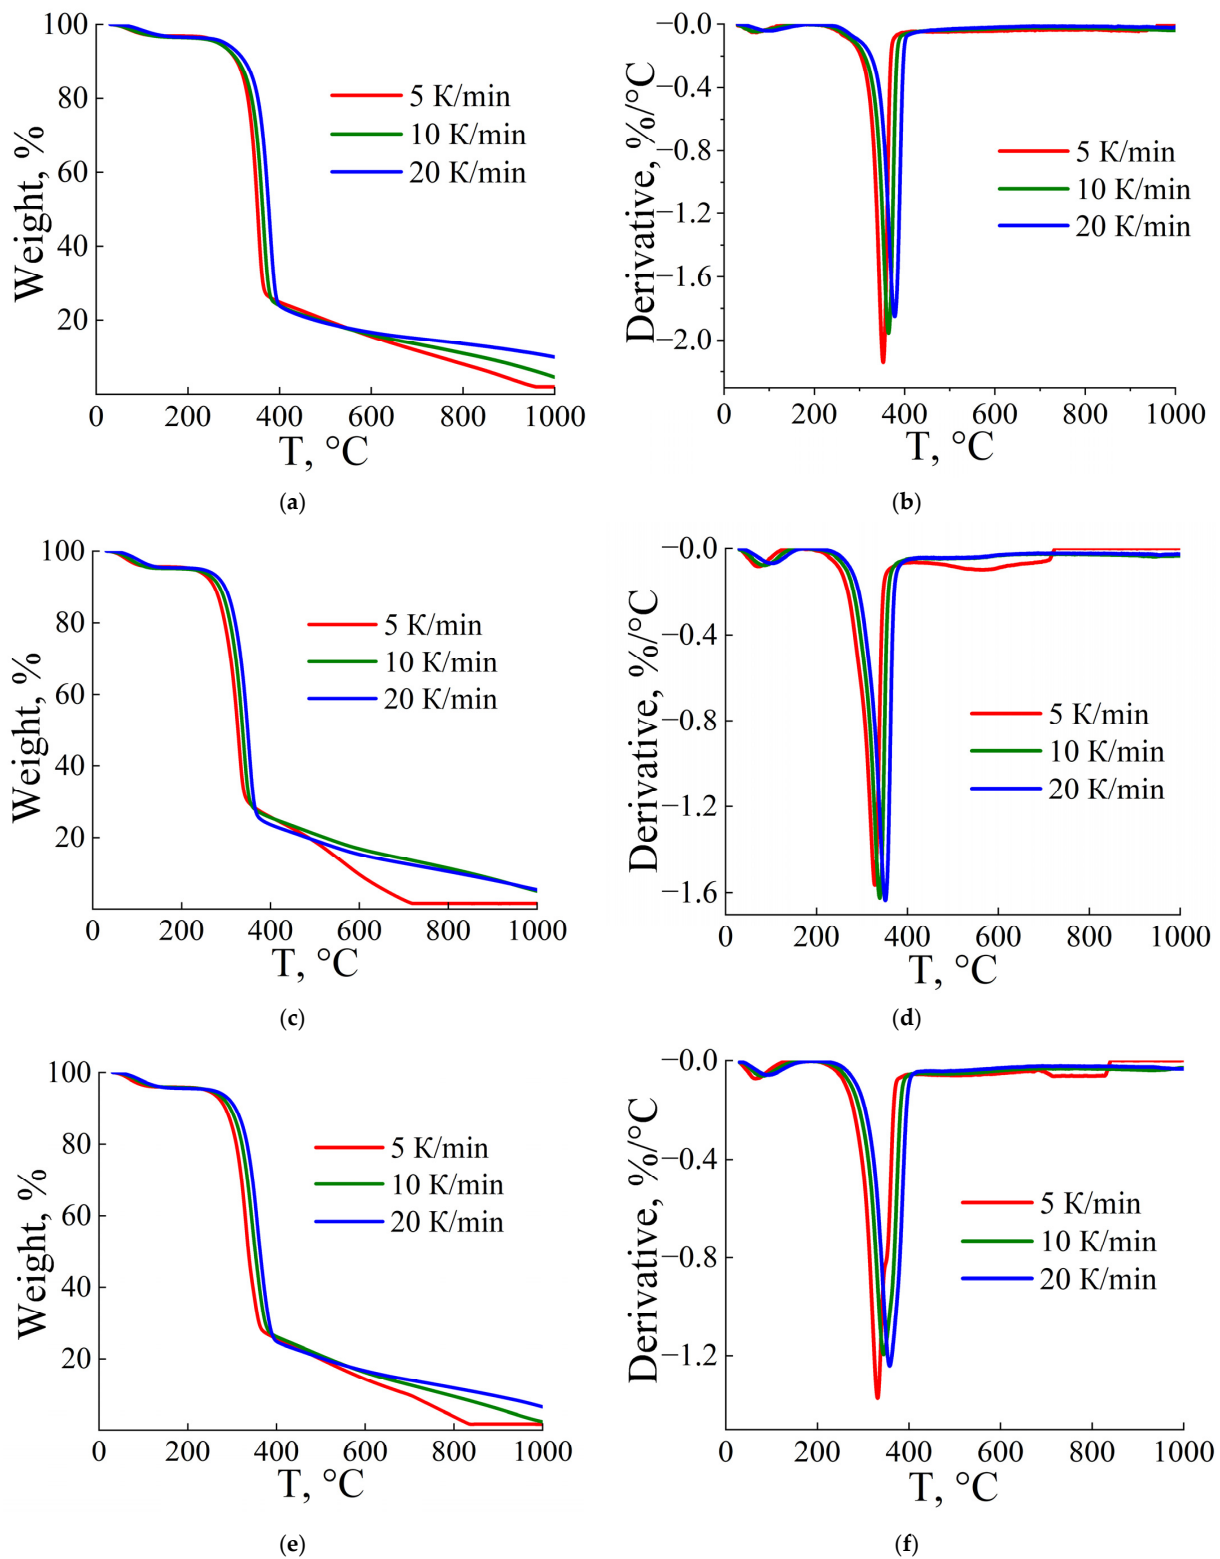 100
80
60
40
20
Weight, %
5 K/min
10 K/min
20 K/min
0 200 400 600 800 1000
T, °C
(a)
−0.0
−0.4
−0.8
−1.2
−1.6
−2.0
Derivative, %/°C
5 K/min
10 K/min
20 K/min
0 200 400 600 800 1000
T, °C
(b)
100
80
60
40
20
Weight, %
5 K/min
10 K/min
20 K/min
0 200 400 600 800 1000
T, °C
(c)
−0.0
−0.4
−0.8
−1.2
−1.6
Derivative, %/°C
5 K/min
10 K/min
20 K/min
0 200 400 600 800 1000
T, °C
(d)
100
80
60
40
20
Weight, %
5 K/min
10 K/min
20 K/min
0 200 400 600 800 1000
T, °C
(e)
−0.0
−0.4
−0.8
−1.2
Derivative, %/°C
5 K/min
10 K/min
20 K/min
0 200 400 600 800 1000
T, °C
(f)